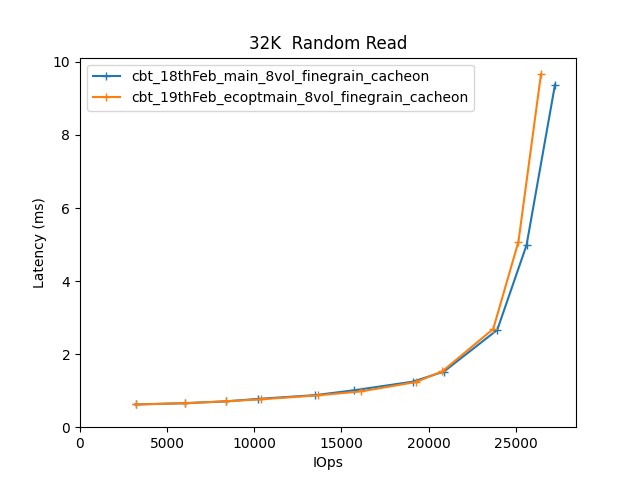 32K  Random Read
cbt_18thFeb_main_8vol_finegrain_cacheon
cbt_19thFeb_ecoptmain_8vol_finegrain_cacheon
10
8
6
4
2
0
Latency (ms)
0 5000 10000 15000 20000 25000
IOps